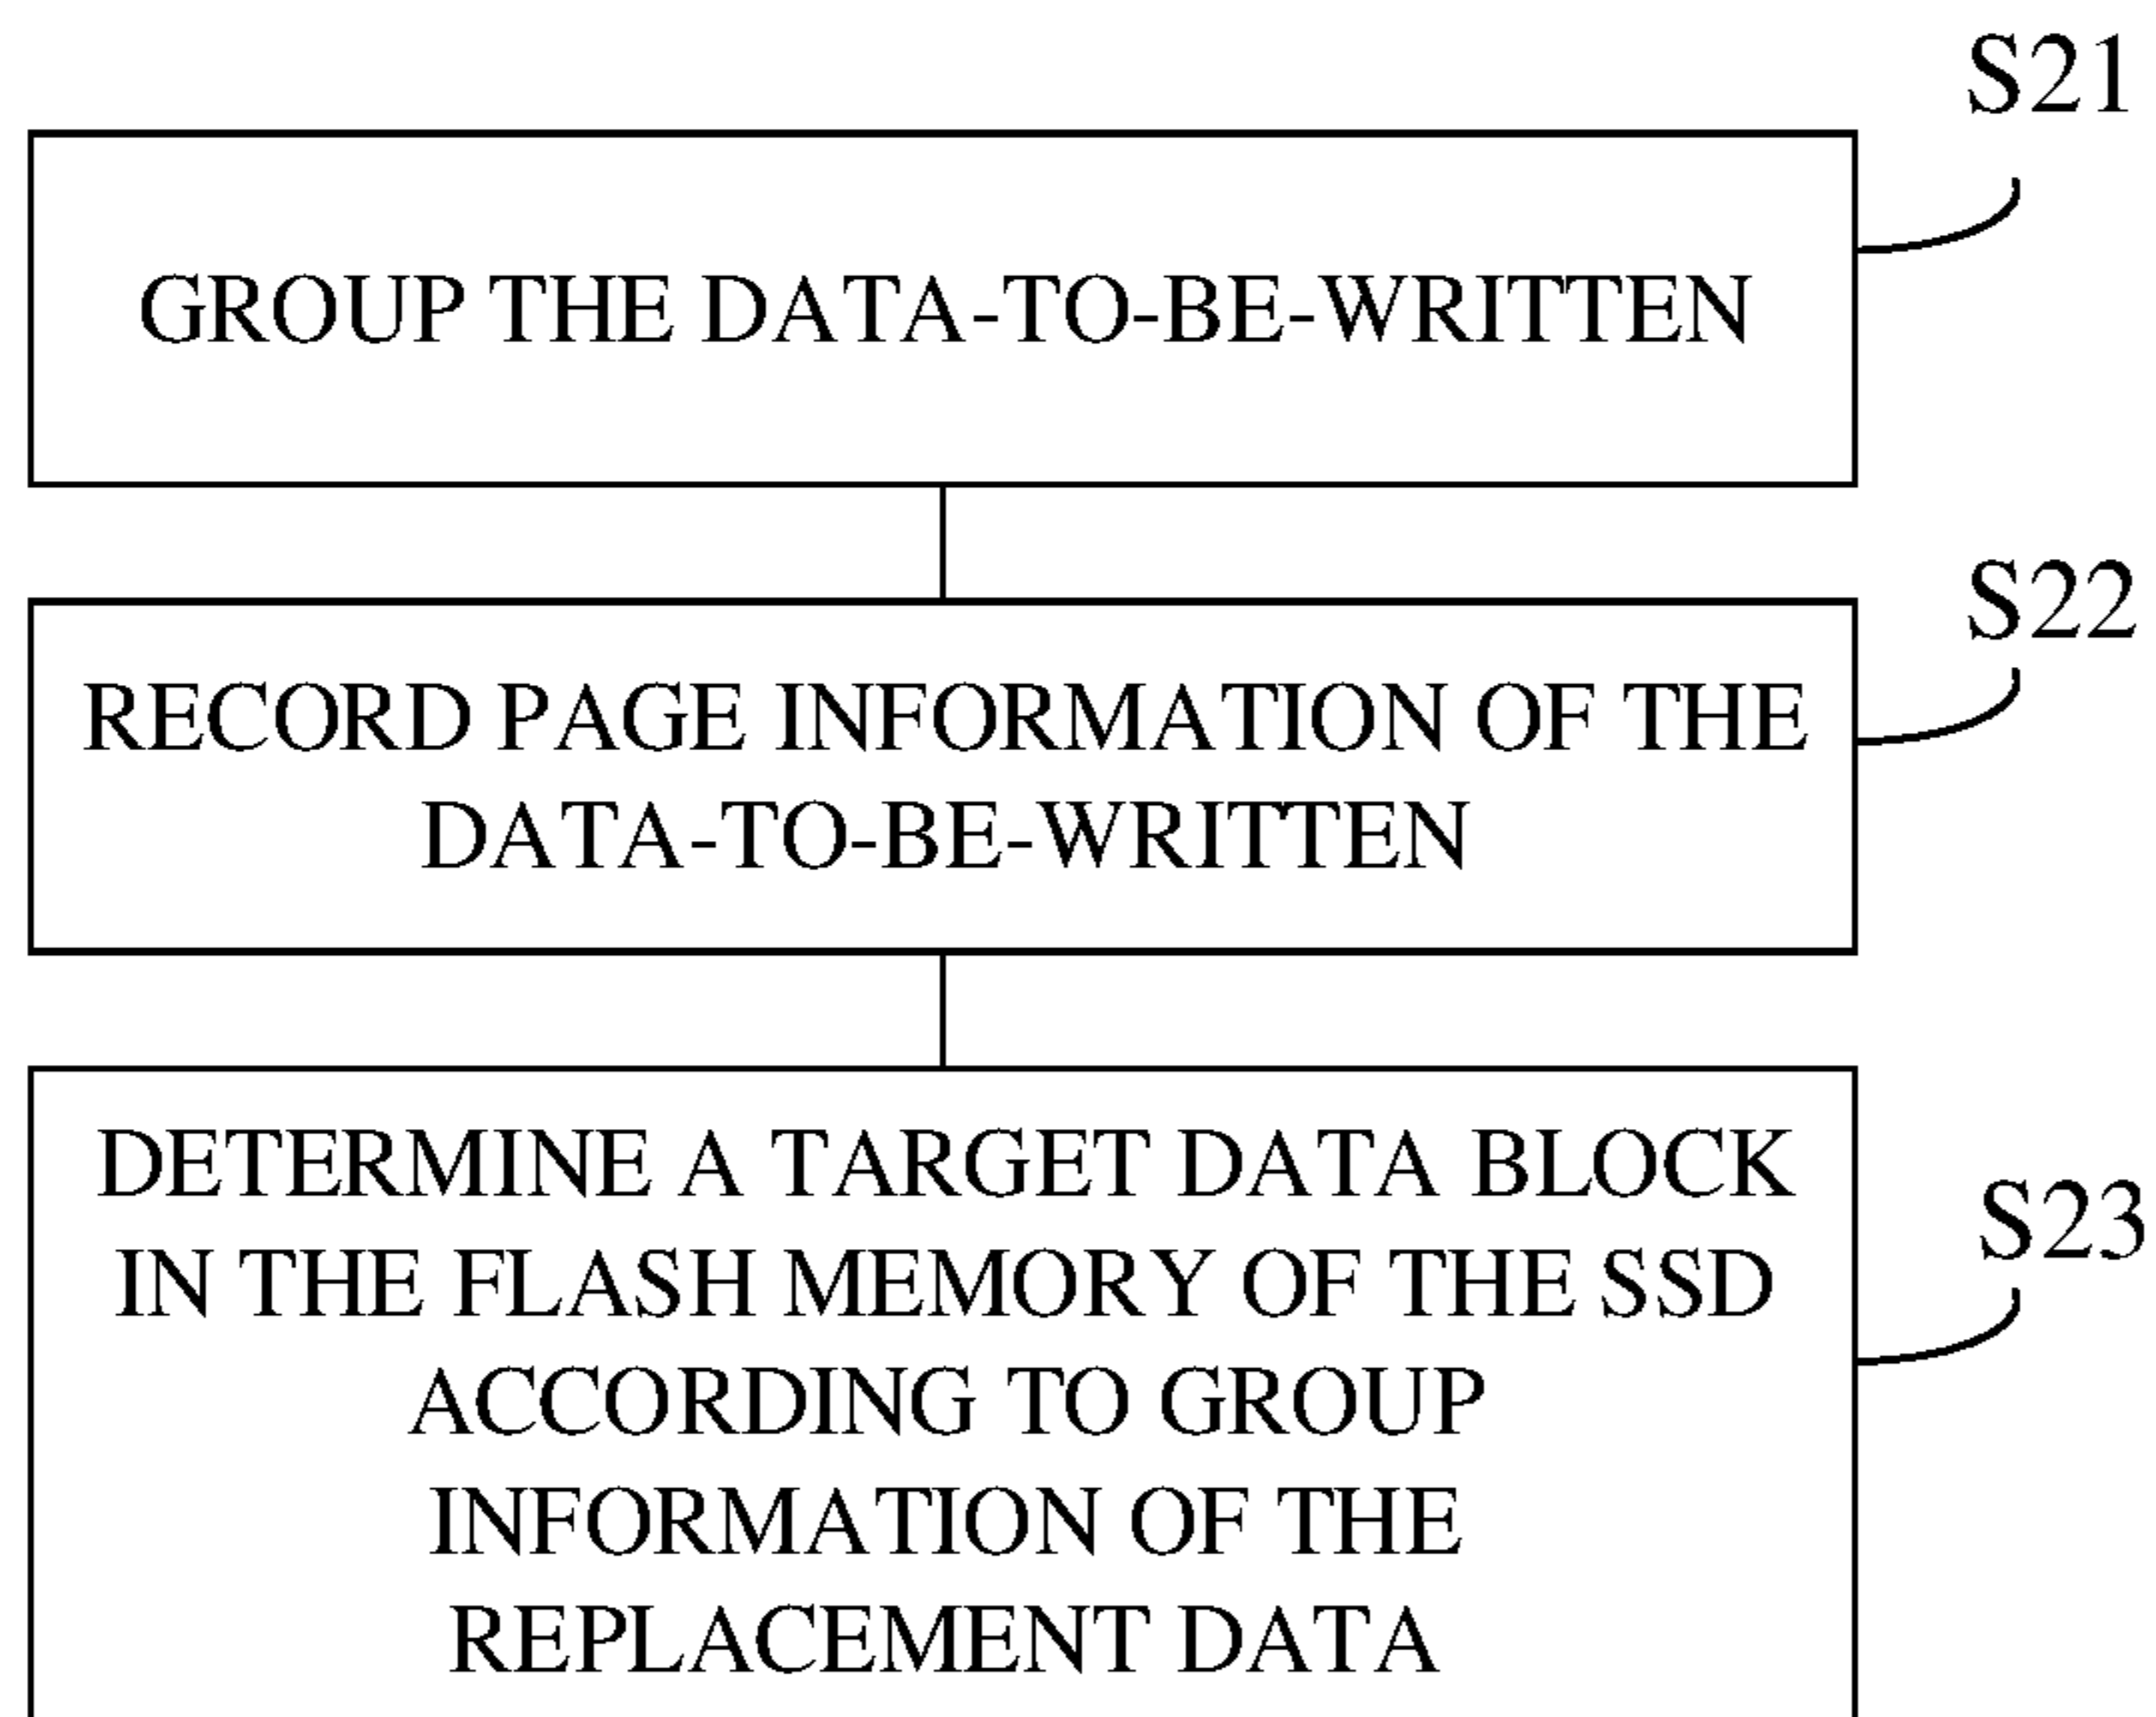 S21
GROUP THE DATA-TO-BE-WRITTEN
S22
RECORD PAGE INFORMATION OF THE
DATA-TO-BE-WRITTEN
DETERMINE A TARGET DATA BLOCK
S23
IN THE FLASH MEMORY OF THE SSD
ACCORDING TO GROUP
INFORMATION OF THE
REPLACEMENT DATA